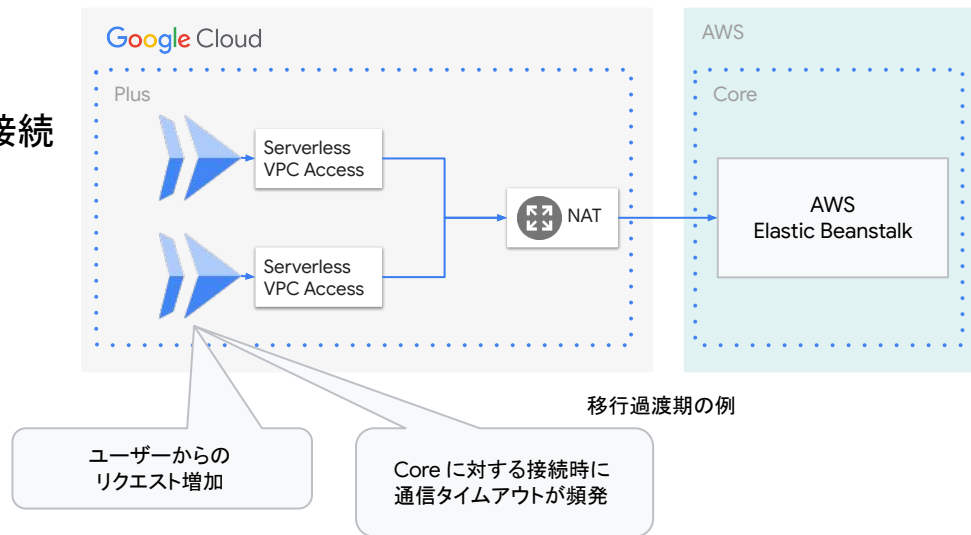 Google Cloud
AWS
Plus
Core
接続
Serverless
VPC Access
NAT
AWS
Elastic Beanstalk
Serverless
VPC Access
移行過渡期の例
ユーザーからの
リクエスト増加
Core に対する接続時に
通信タイムアウトが頻発